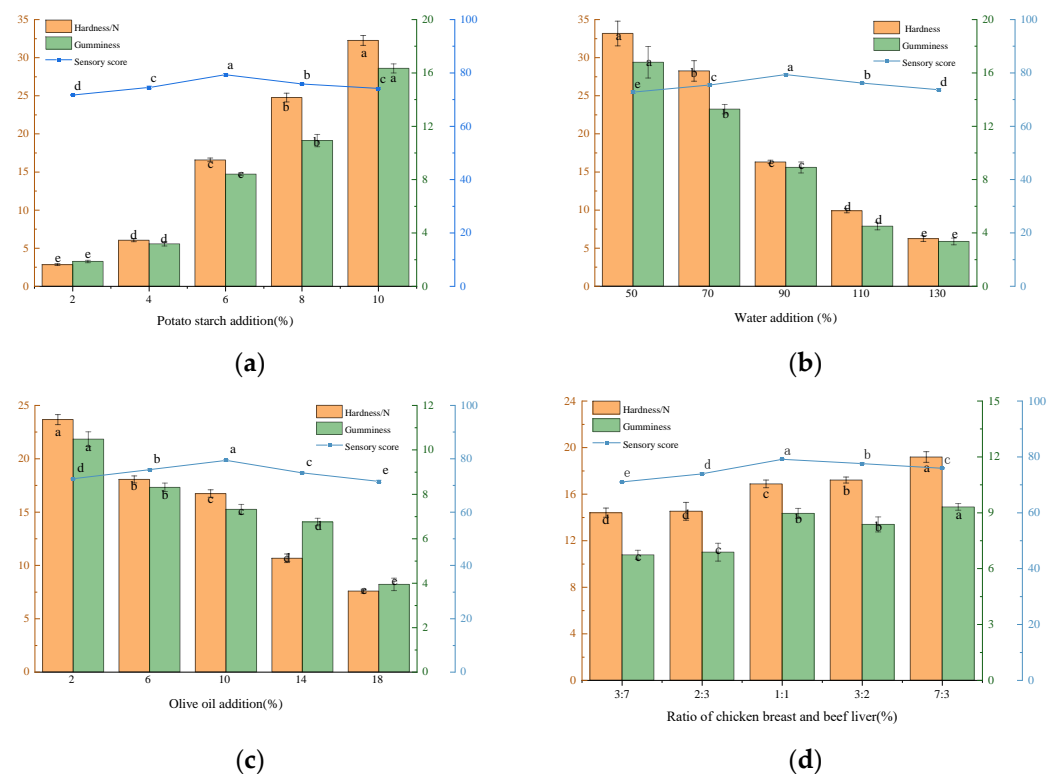 Hardness/N
Gumminess
Sensory score
35
30
25
20
15
10
5
0
20
16
12
8
4
0
100
80
60
40
20
0
d c a b c
e e d d c e b b a a
2 4 6 8 10
Potato starch addition(%)
(a)
Hardness
Gumminess
Sensory score
35
30
25
20
15
10
5
0
20
16
12
8
4
0
100
80
60
40
20
0
e c a b d
a a b b e c d d e e
50 70 90 110 130
Water addition (%)
(b)
Hardness/N
Gumminess
Sensory score
25
20
15
10
5
0
12
10
8
6
4
2
0
100
80
60
40
20
0
d b a c e
a a b b c c d d e e
2 6 10 14 18
Olive oil addition(%)
(c)
Hardness/N
Gumminess
Sensory score
24
20
16
12
8
4
0
15
12
9
6
3
0
100
80
60
40
20
0
e d a b c
d c d c c b b b a a
3:7 2:3 1:1 3:2 7:3
Ratio of chicken breast and beef liver(%)
(d)